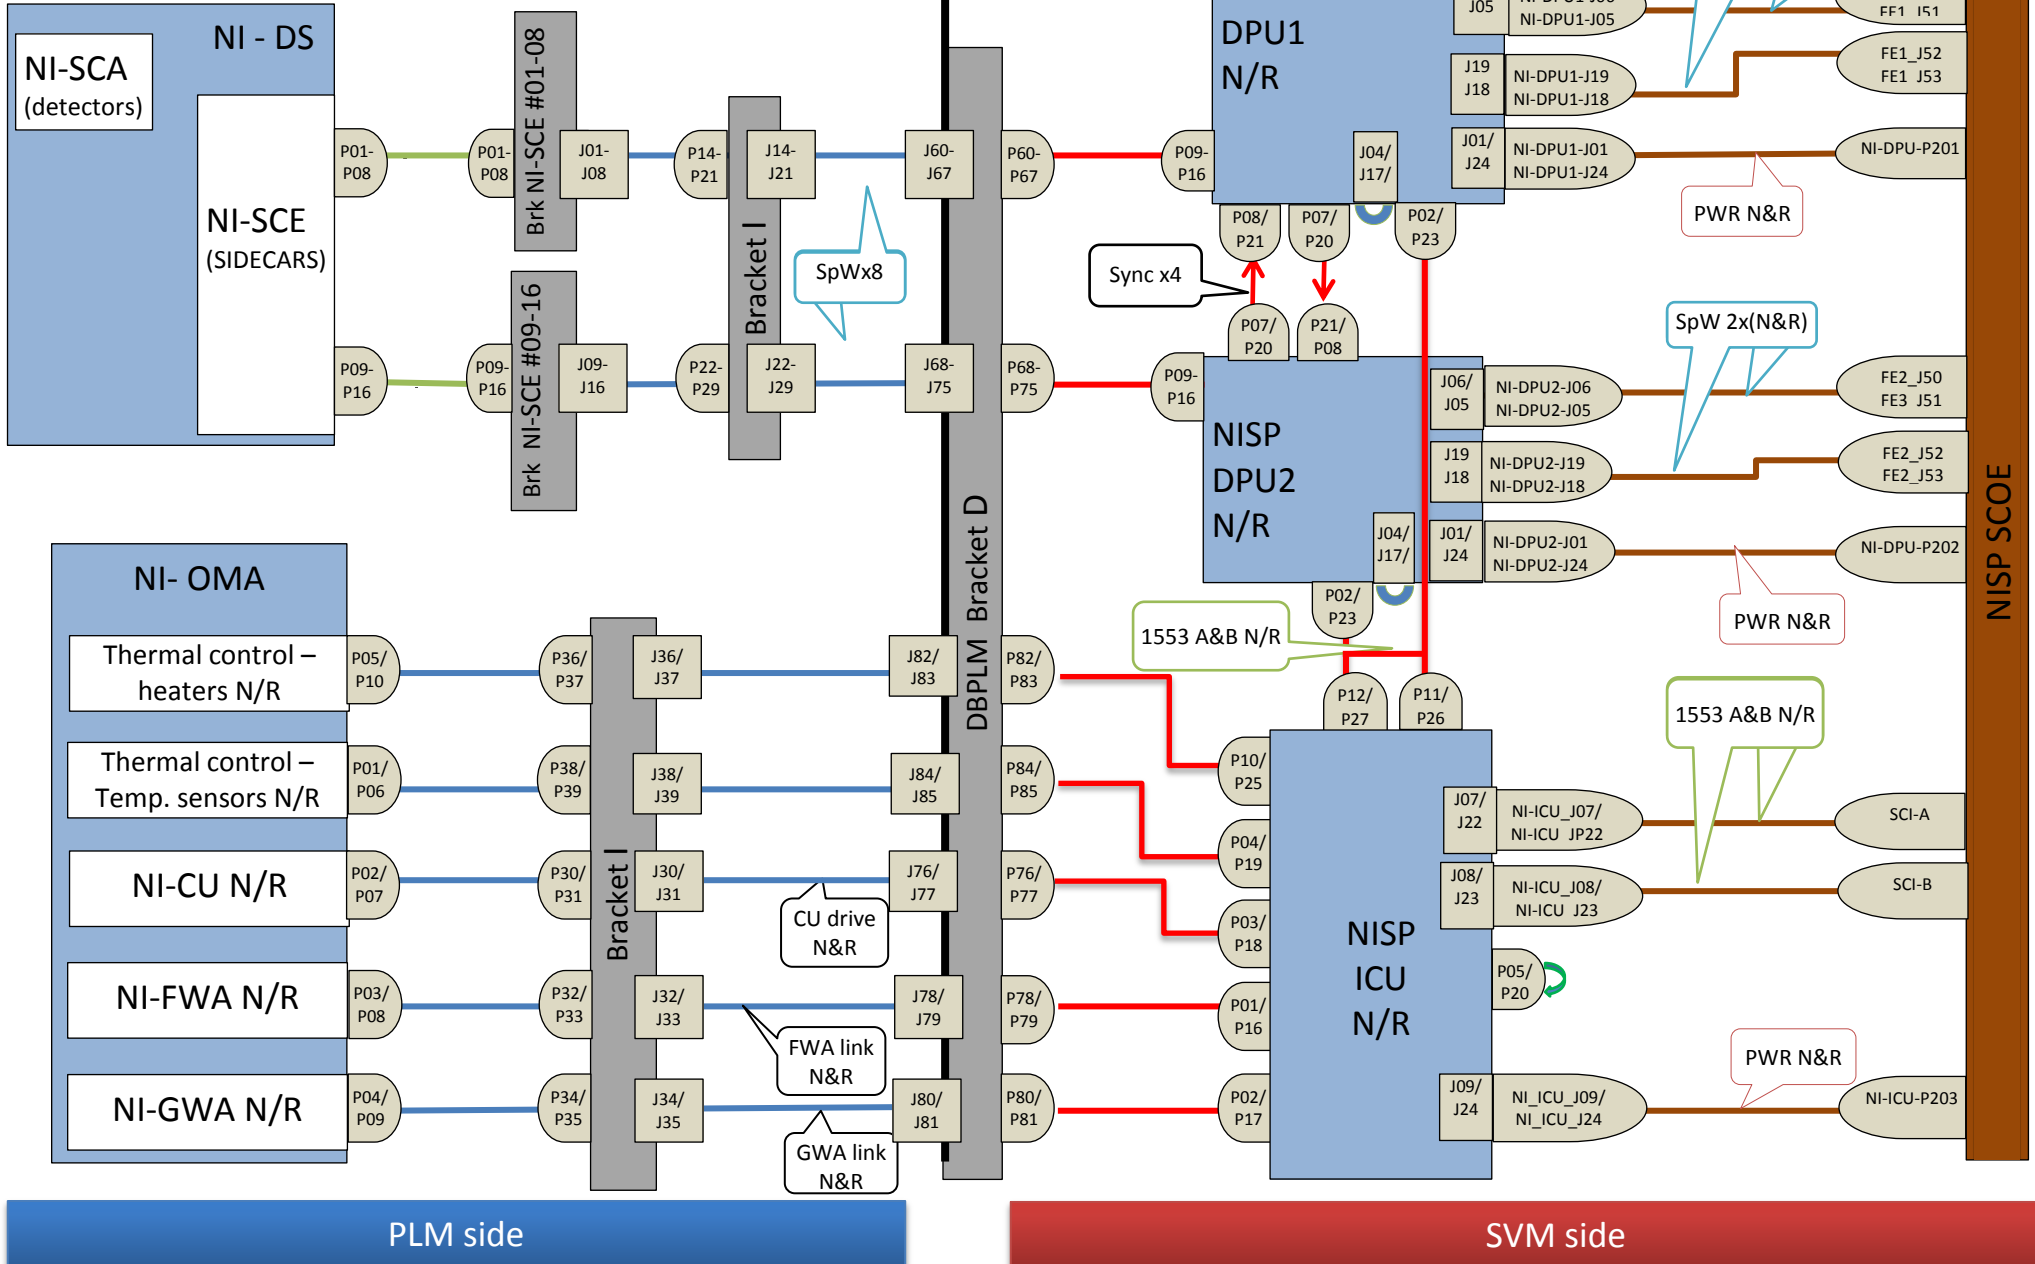 NI - DS
NI-SCA
(detectors)
NI-SCE
(SIDECARS)
P01-
P08
P01-
P08
Brk NI-SCE #01-08
J01-
J08
P14-
P21
J14-
J21
J60-
J67
P60-
P67
P09-
P16
Bracket I
SpWx8
P09-
P16
P09-
P16
Brk NI-SCE #09-16
J09-
J16
P22-
P29
J22-
J29
J68-
J75
P68-
P75
P09-
P16
DPU1
N/R
J05
NI-DPU1-J05
FE1 J51
J19
J18
NI-DPU1-J19
NI-DPU1-J18
FE1_J52
FE1 J53
J04/
J17/
J01/
J24
NI-DPU1-J01
NI-DPU1-J24
NI-DPU-P201
PWR N&R
P08/
P21
P07/
P20
P02/
P23
Sync x4
P07/
P20
P21/
P08
SpW 2x(N&R)
NISP
DPU2
N/R
J06/
J05
NI-DPU2-J06
NI-DPU2-J05
FE2_J50
FE3 J51
J19
J18
NI-DPU2-J19
NI-DPU2-J18
FE2_J52
FE2_J53
J04/
J17/
J01/
J24
NI-DPU2-J01
NI-DPU2-J24
NI-DPU-P202
PWR N&R
NISP SCOE
DBPLM Bracket D
P02/
P23
1553 A&B N/R
P12/
P27
P11/
P26
1553 A&B N/R
NI- OMA
Thermal control –
heaters N/R
P05/
P10
P36/
P37
J36/
J37
J82/
J83
P82/
P83
P10/
P25
Thermal control –
Temp. sensors N/R
P01/
P06
P38/
P39
J38/
J39
J84/
J85
P84/
P85
P04/
P19
Bracket I
NI-CU N/R
P02/
P07
P30/
P31
J30/
J31
J76/
J77
P76/
P77
P03/
P18
CU drive
N&R
NI-FWA N/R
P03/
P08
P32/
P33
J32/
J33
J78/
J79
P78/
P79
P01/
P16
FWA link
N&R
NI-GWA N/R
P04/
P09
P34/
P35
J34/
J35
J80/
J81
P80/
P81
P02/
P17
GWA link
N&R
NISP
ICU
N/R
J07/
J22
NI-ICU_J07/
NI-ICU JP22
SCI-A
J08/
J23
NI-ICU_J08/
NI-ICU J23
SCI-B
P05/
P20
PWR N&R
J09/
J24
NI_ICU_J09/
NI_ICU_J24
NI-ICU-P203
PLM side
SVM side